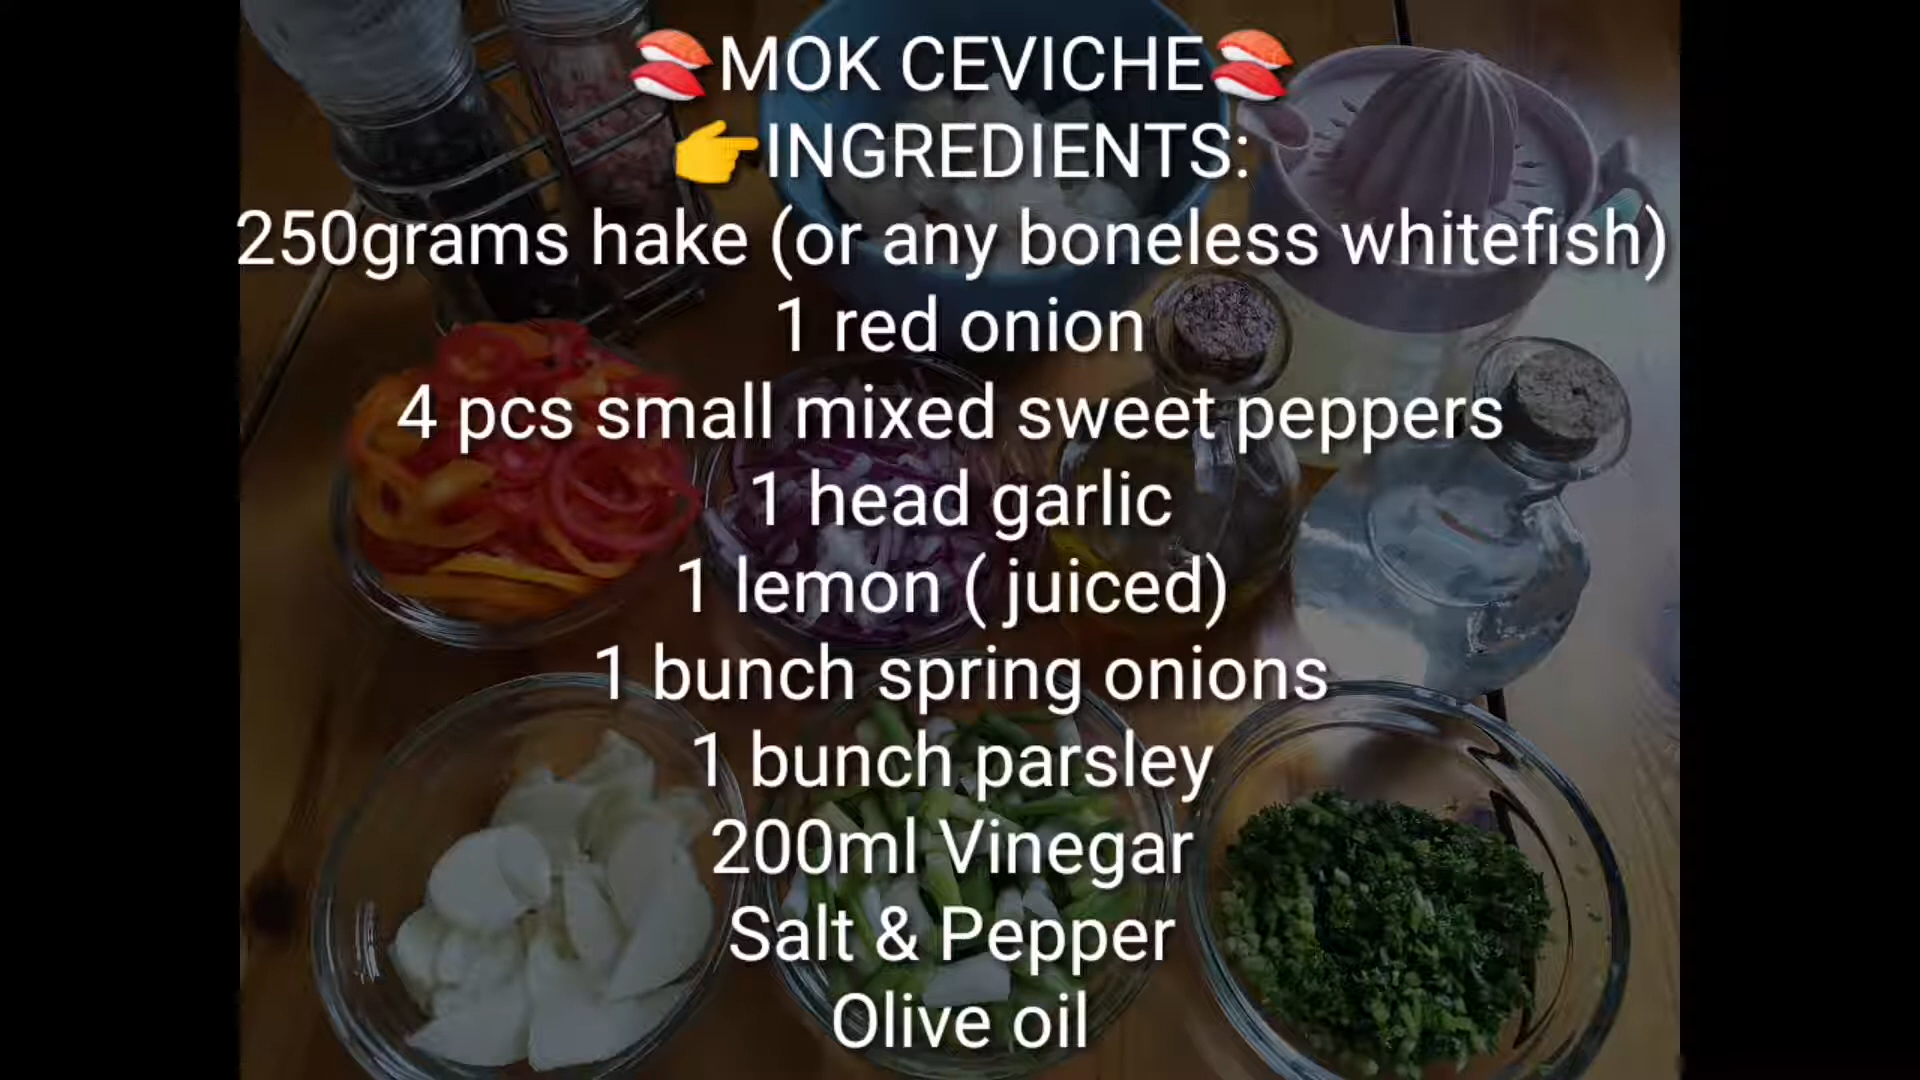 🍣MOK CEVICHE🍣
👉INGREDIENTS:
250grams hake (or any boneless whitefish)
1 red onion
4 pcs small mixed sweet peppers
1 head garlic
1 lemon ( juiced)
1 bunch spring onions
1 bunch parsley
200ml Vinegar
Salt & Pepper
Olive oil